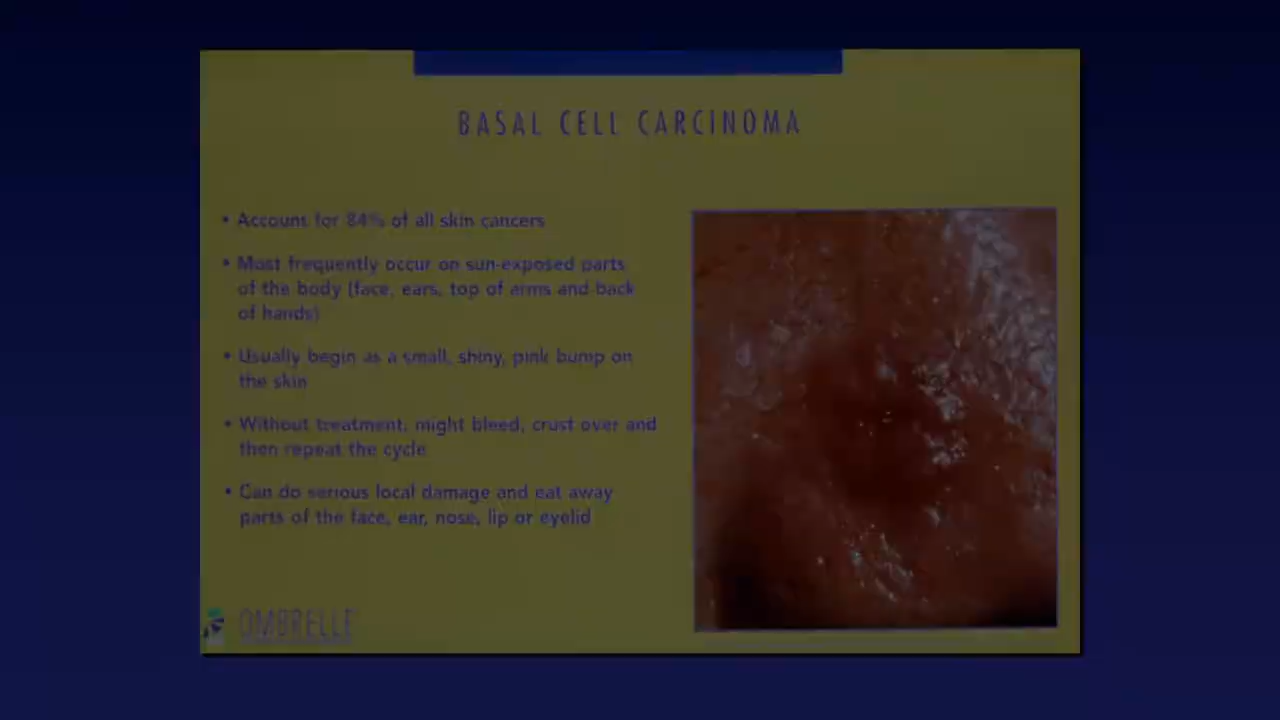 BASAL CELL CARCINOMA
• Account for 84% of all skin cancers
• Most frequently occur on sun-exposed parts
of the body (face, ears, top of arms and back
of hands)
• Usually begin as a small, shiny, pink bump on
the skin
• Without treatment, might bleed, crust over and
then repeat the cycle
• Can do serious local damage and eat away
parts of the face, ear, nose, lip or eyelid
OMBRELLE